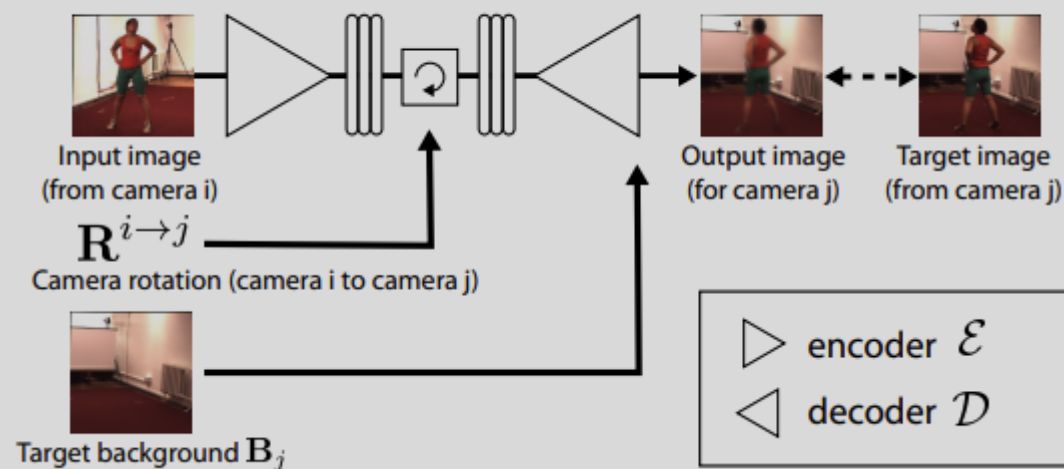 Input image
(from camera i)
Output image
(for camera j)
Target image
(from camera j)
R^{i→j}
Camera rotation (camera i to camera j)
Target background B_j
encoder ℰ
decoder 𝒟